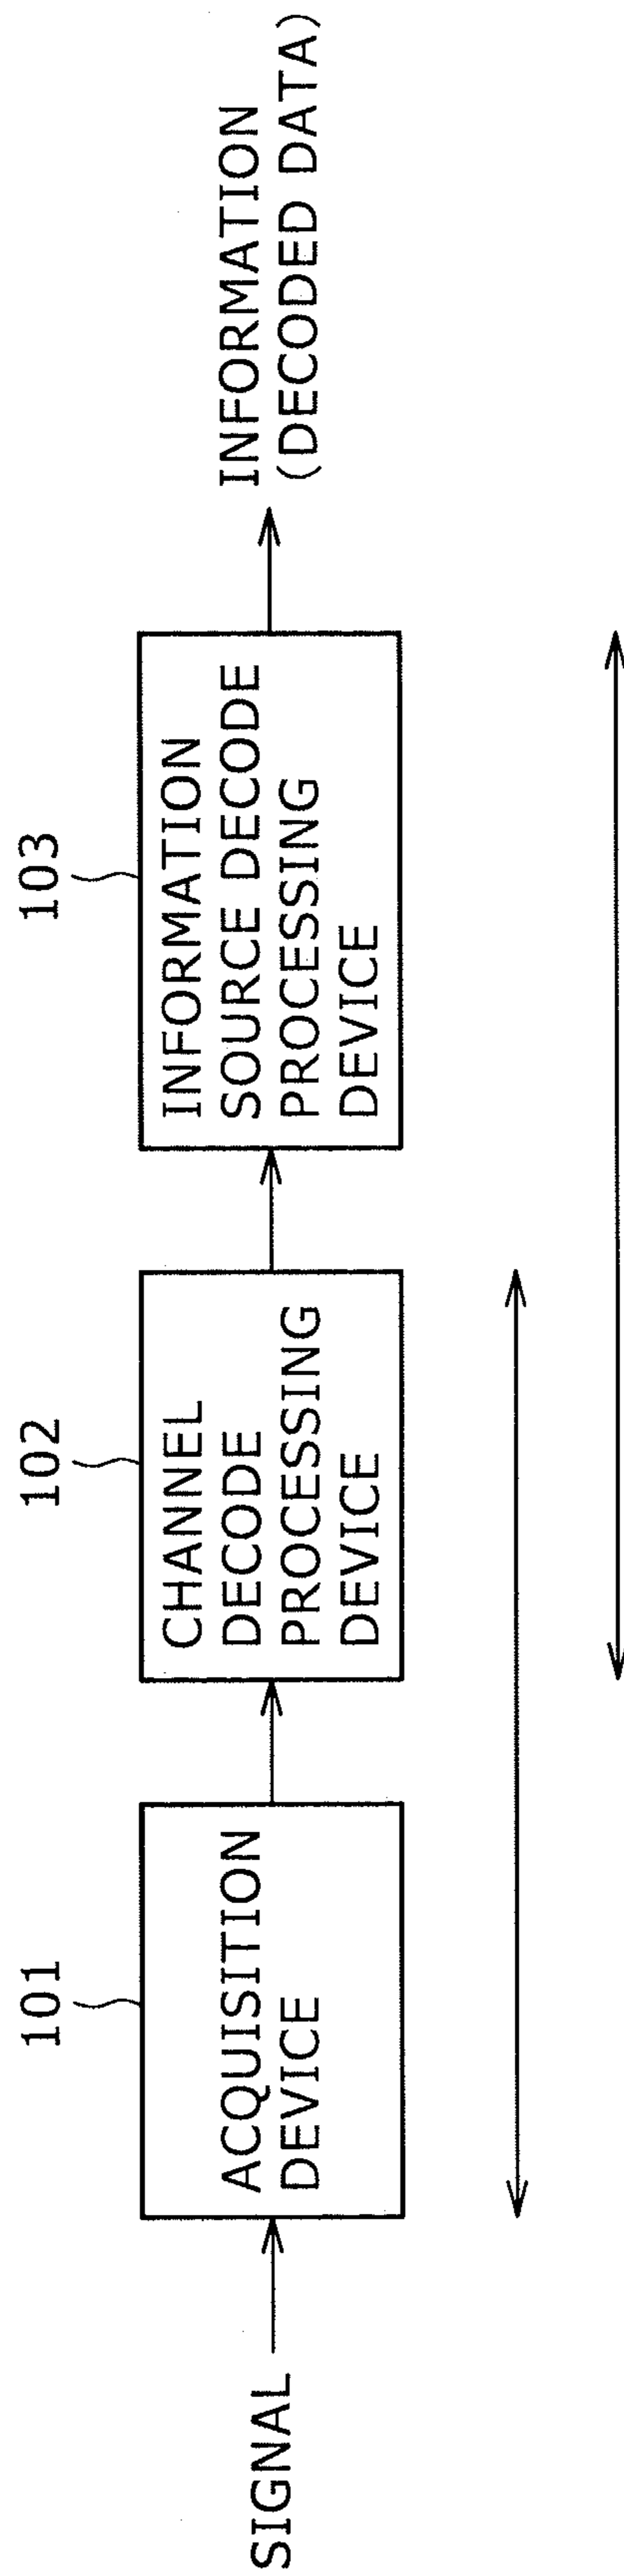 SIGNAL
101
ACQUISITION
DEVICE
102
CHANNEL
DECODE
PROCESSING
DEVICE
103
INFORMATION
SOURCE DECODE
PROCESSING
DEVICE
INFORMATION
(DECODED DATA)